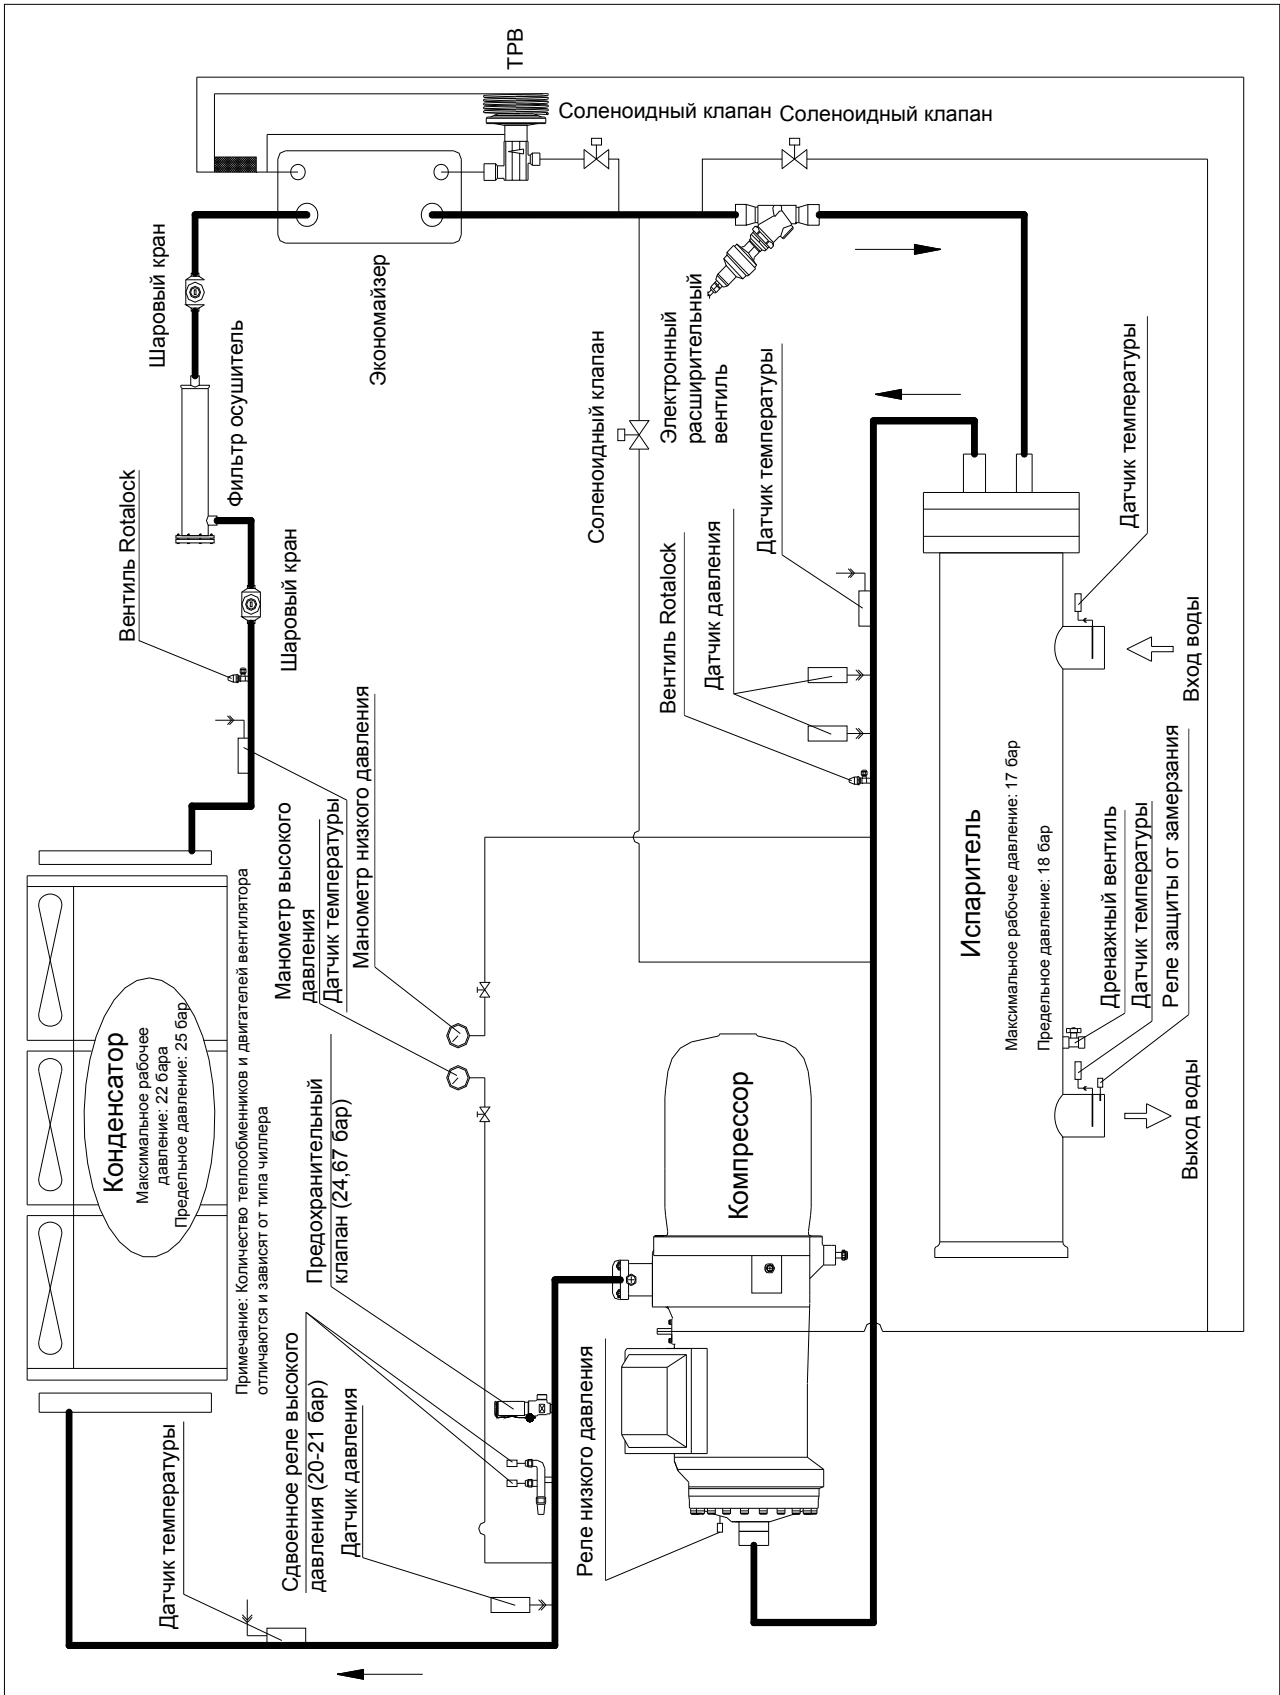 ТРВ
Соленоидный клапан
Соленоидный клапан
Шаровый кран
Экономайзер
Фильтр осушитель
Вентиль Rotalock
Шаровый кран
Соленоидный клапан
Электронный
расширительный
вентиль
Датчик температуры
Датчик давления
Вентиль Rotalock
Датчик температуры
Вход воды
Манометр высокого
давления
Датчик температуры
Манометр низкого давления
Конденсатор
Максимальное рабочее
давление: 22 бара
Предельное давление: 25 бар
Примечание: Количество теплообменников и двигателей вентилятора
отличаются и зависят от типа чиллера
Предохранительный
клапан (24,67 бар)
Компрессор
Испаритель
Максимальное рабочее давление: 17 бар
Предельное давление: 18 бар
Дренажный вентиль
Датчик температуры
Реле защиты от замерзания
Выход воды
Датчик температуры
Сдвоенное реле высокого
давления (20-21 бар)
Датчик давления
Реле низкого давления